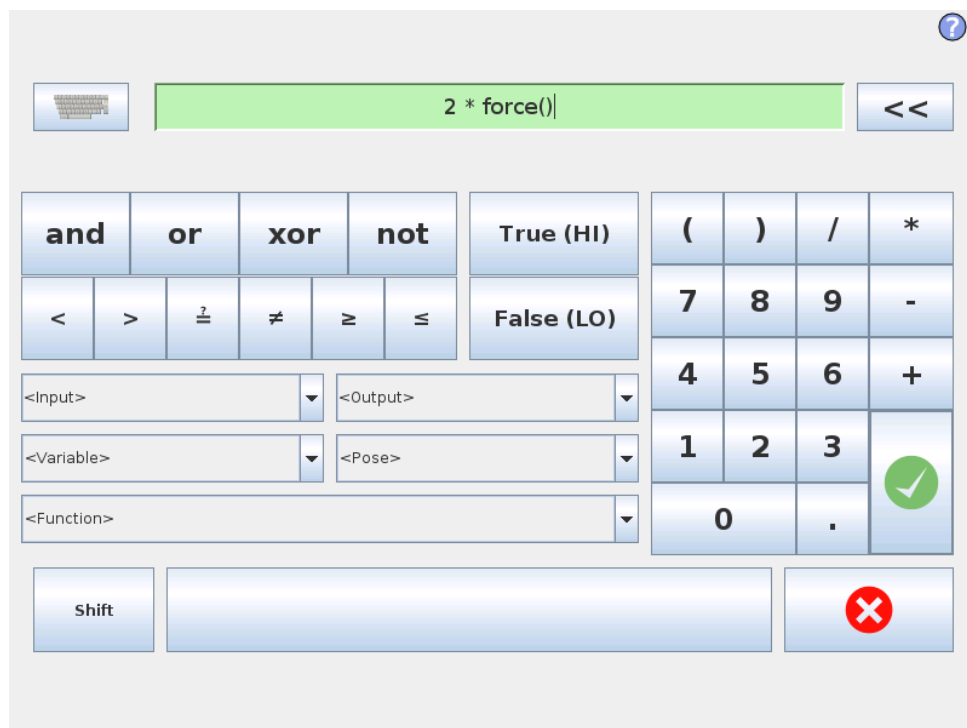 ?
2 * force()
<<
and or xor not True (HI) ( ) / *
< > ≟ ≠ ≥ ≤ False (LO) 7 8 9 -
<Input> <Output> 4 5 6 +
<Variable> <Pose> 1 2 3
<Function> 0 .
Shift